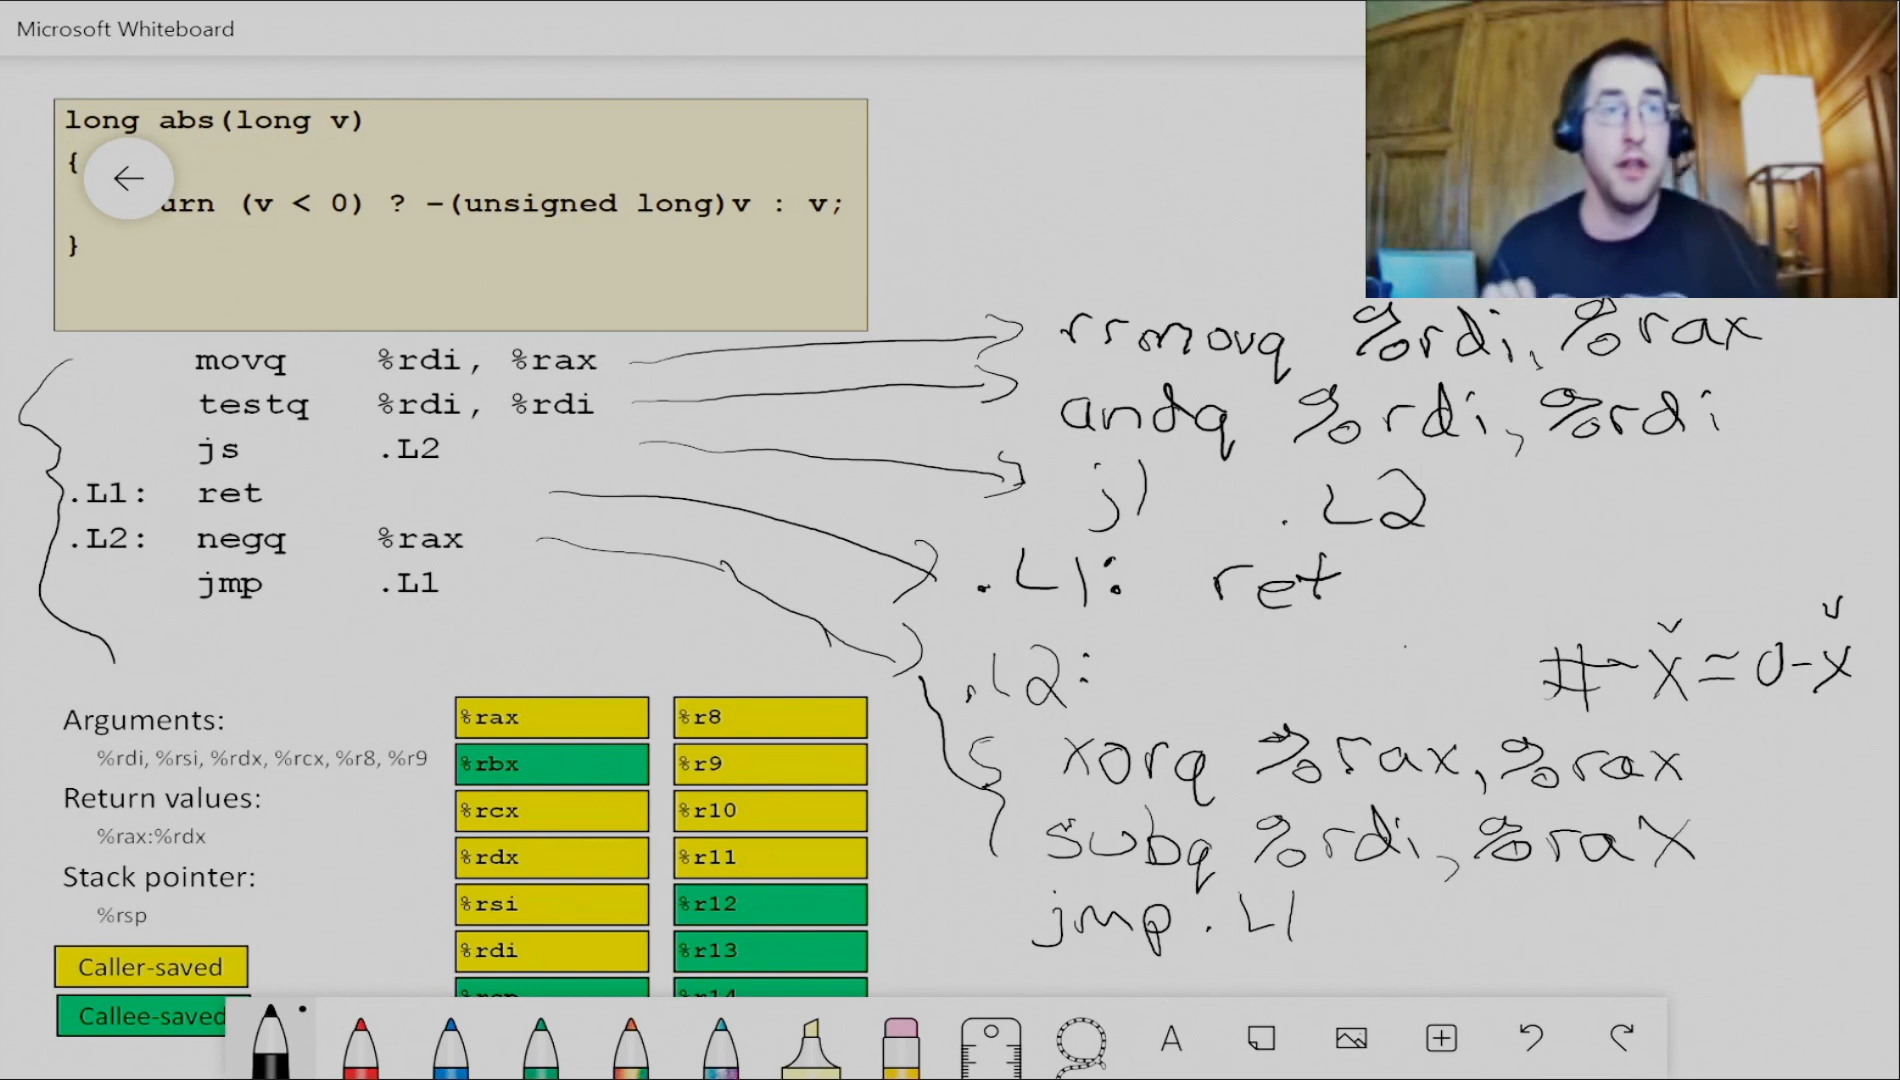 Microsoft Whiteboard
long abs(long v)
{
urn (v < 0) ? -(unsigned long)v : v;
}
movq %rdi, %rax
testq %rdi, %rdi
js .L2
.L1: ret
.L2: negq %rax
jmp .L1
rrmovq %rdi, %rax
andq %rdi, %rdi
jl .L2
.L1: ret
.L2:
#-x=0-x
xorq %rax, %rax
subq %rdi, %rax
jmp .L1
Arguments:
%rdi, %rsi, %rdx, %rcx, %r8, %r9
Return values:
%rax:%rdx
Stack pointer:
%rsp
Caller-saved
Callee-saved
%rax
%rbx
%rcx
%rdx
%rsi
%rdi
%rsp
%r8
%r9
%r10
%r11
%r12
%r13
%r14
A